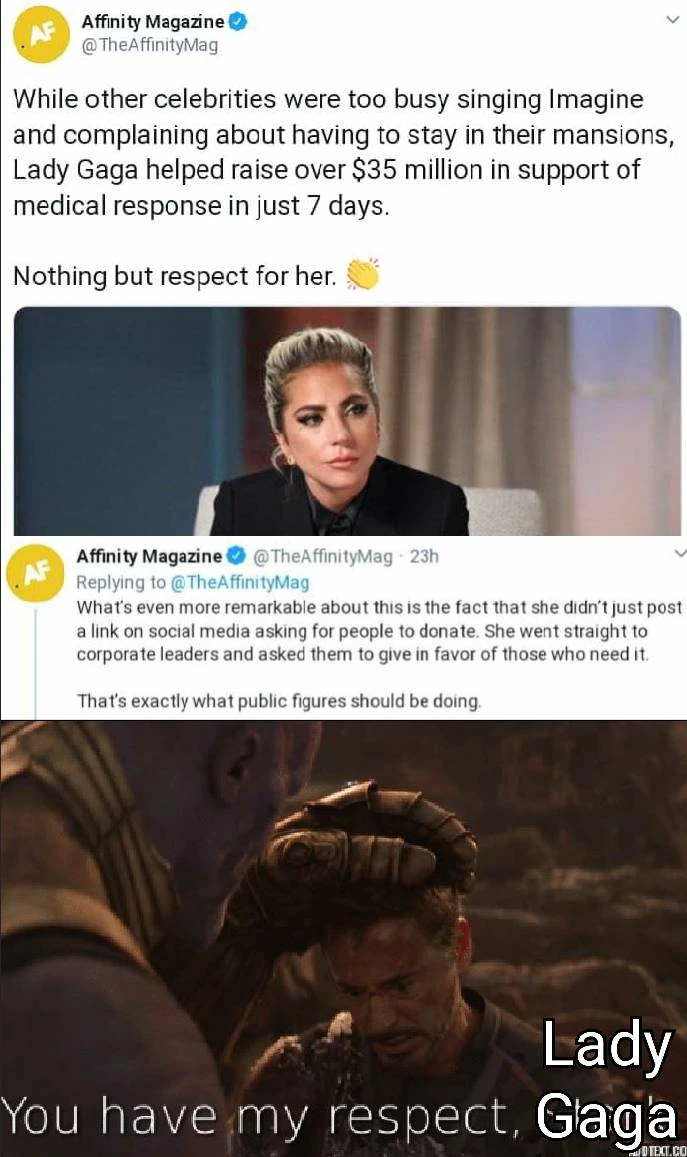 Affinity Magazine
@TheAffinityMag
While other celebrities were too busy singing Imagine
and complaining about having to stay in their mansions,
Lady Gaga helped raise over $35 million in support of
medical response in just 7 days.
Nothing but respect for her. 👏
Affinity Magazine @TheAffinityMag · 23h
Replying to @TheAffinityMag
What's even more remarkable about this is the fact that she didn't just post
a link on social media asking for people to donate. She went straight to
corporate leaders and asked them to give in favor of those who need it.
That's exactly what public figures should be doing.
Lady
You have my respect, Gaga